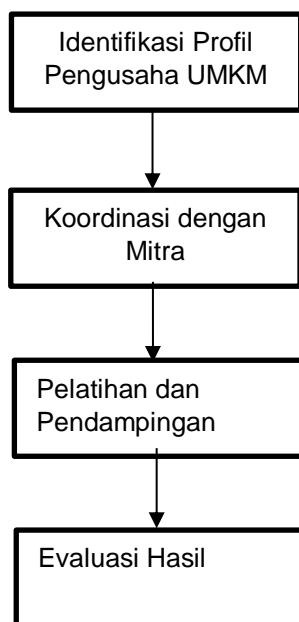 Identifikasi Profil
Pengusaha UMKM
Koordinasi dengan
Mitra
Pelatihan dan
Pendampingan
Evaluasi Hasil